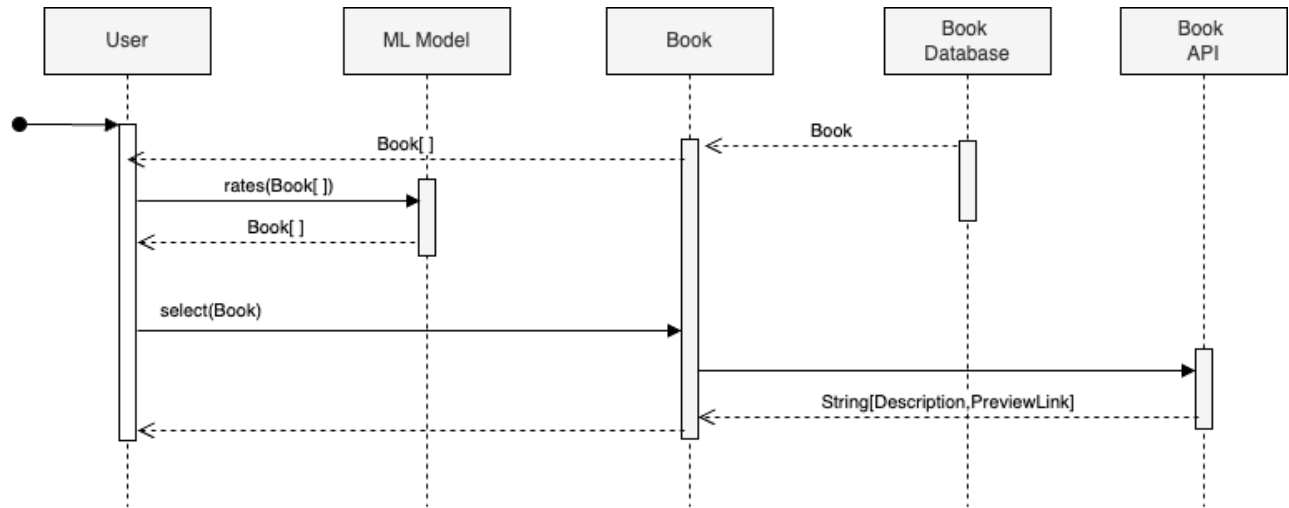 User
ML Model
Book
Book
Database
Book
API
Book
Book[ ]
rates(Book[ ])
Book[ ]
select(Book)
String[Description,PreviewLink]